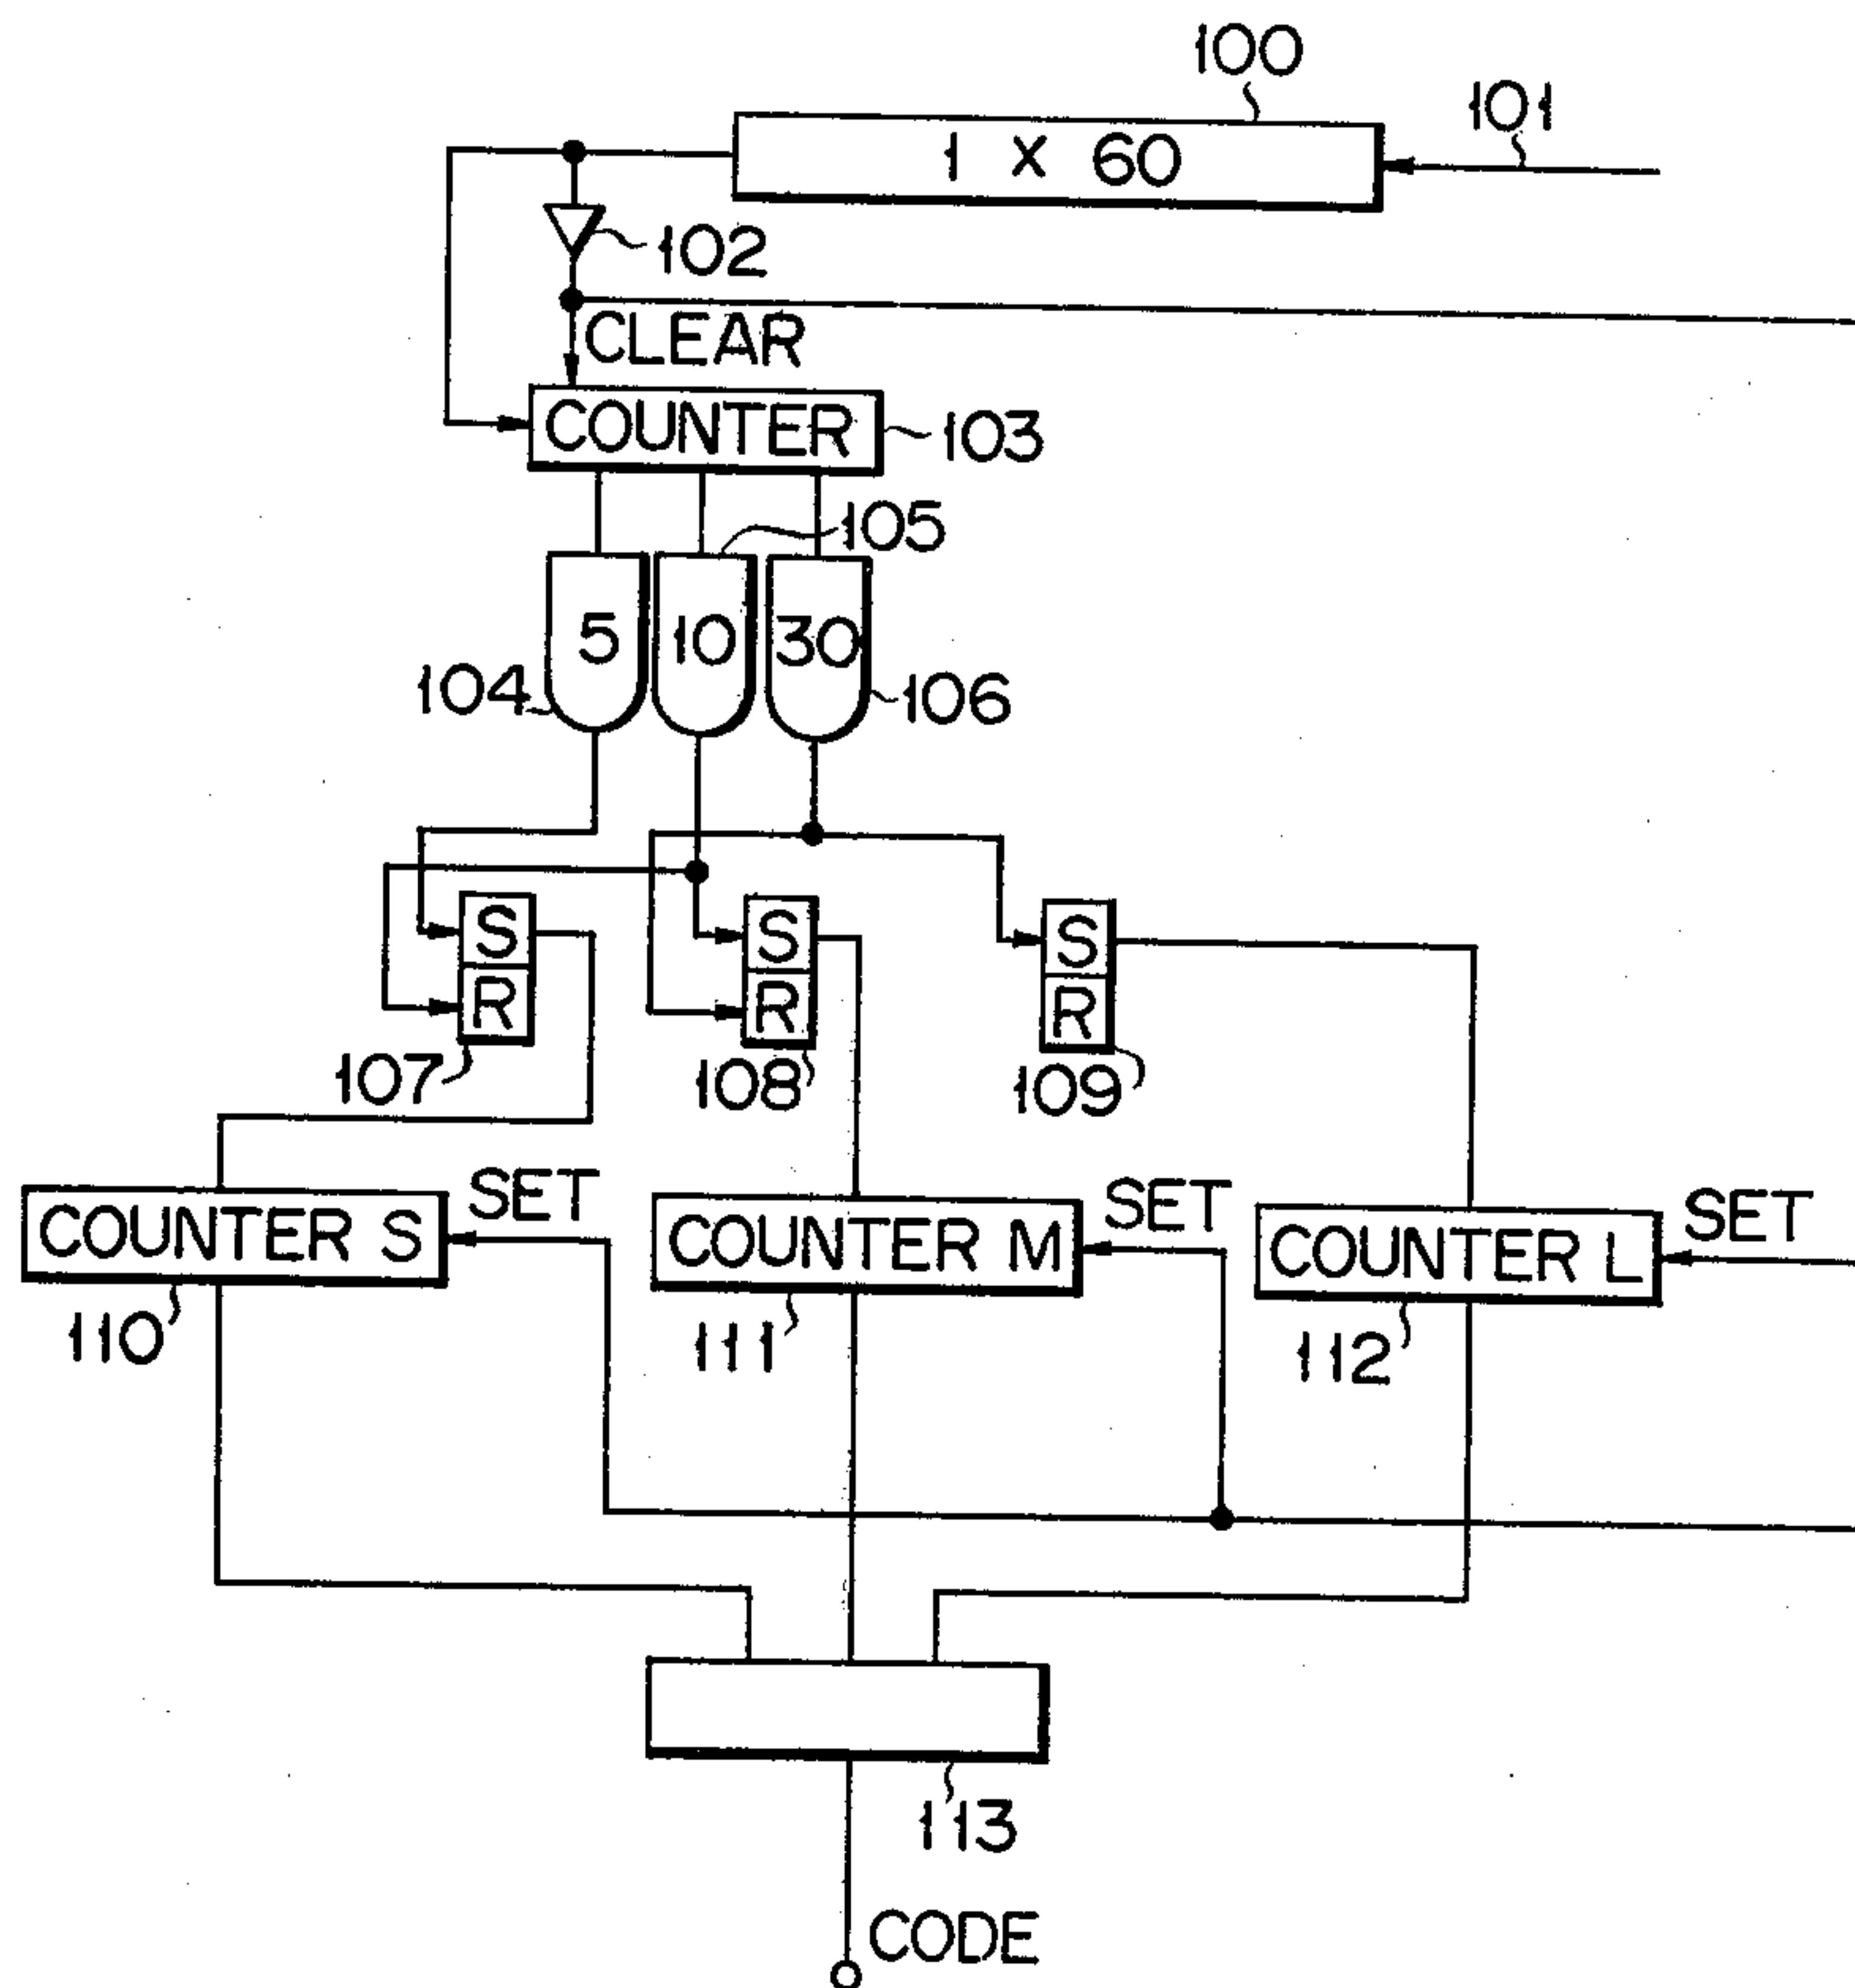 100
101
1 X 60
102
CLEAR
COUNTER
103
105
5
10
30
104
106
S
R
S
R
S
R
107
108
109
SET
SET
SET
COUNTER S
COUNTER M
COUNTER L
110
111
112
113
CODE